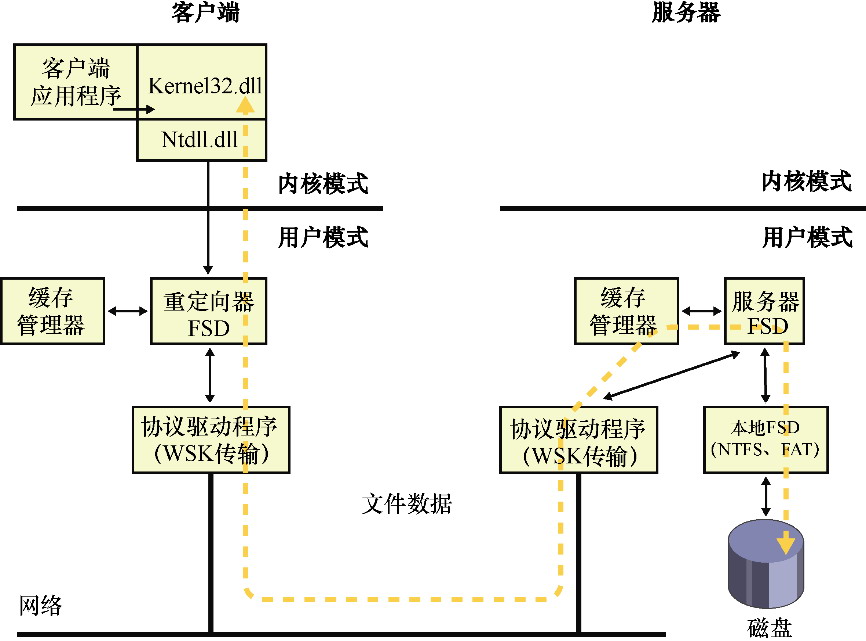 客户端
服务器
客户端
应用程序
Kernel32.dll
Ntdll.dll
内核模式
内核模式
用户模式
用户模式
缓存
管理器
重定向器
FSD
缓存
管理器
服务器
FSD
协议驱动程序
（WSK传输）
协议驱动程序
（WSK传输）
本地FSD
（NTFS、FAT）
文件数据
网络
磁盘